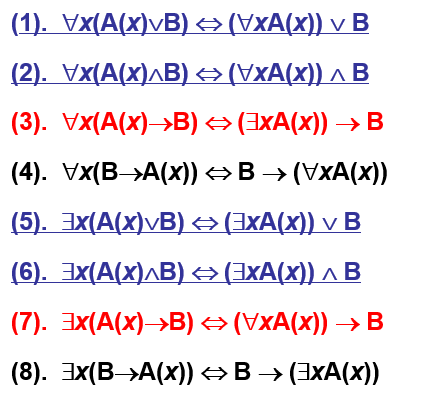 (1). ∀x(A(x)∨B) ⇔ (∀xA(x)) ∨ B
(2). ∀x(A(x)∧B) ⇔ (∀xA(x)) ∧ B
(3). ∀x(A(x)→B) ⇔ (∃xA(x)) → B
(4). ∀x(B→A(x)) ⇔ B → (∀xA(x))
(5). ∃x(A(x)∨B) ⇔ (∃xA(x)) ∨ B
(6). ∃x(A(x)∧B) ⇔ (∃xA(x)) ∧ B
(7). ∃x(A(x)→B) ⇔ (∀xA(x)) → B
(8). ∃x(B→A(x)) ⇔ B → (∃xA(x))